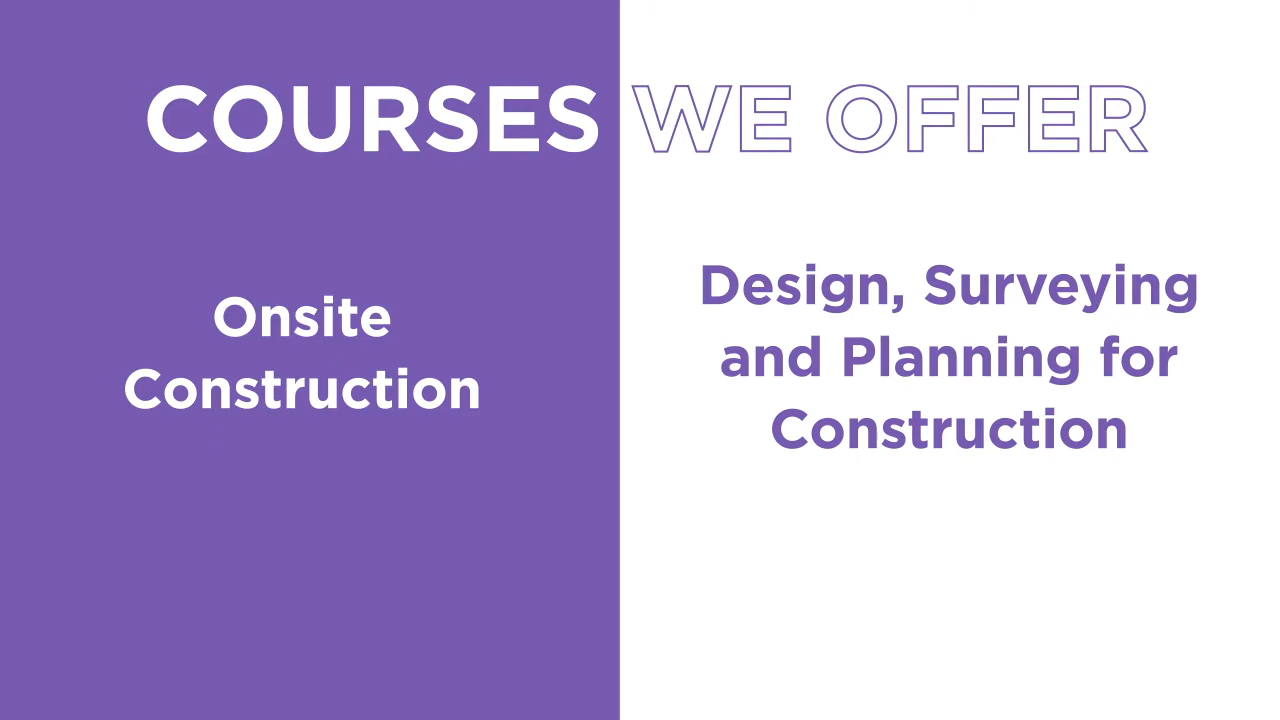 COURSES WE OFFER
Onsite
Construction
Design, Surveying
and Planning for
Construction